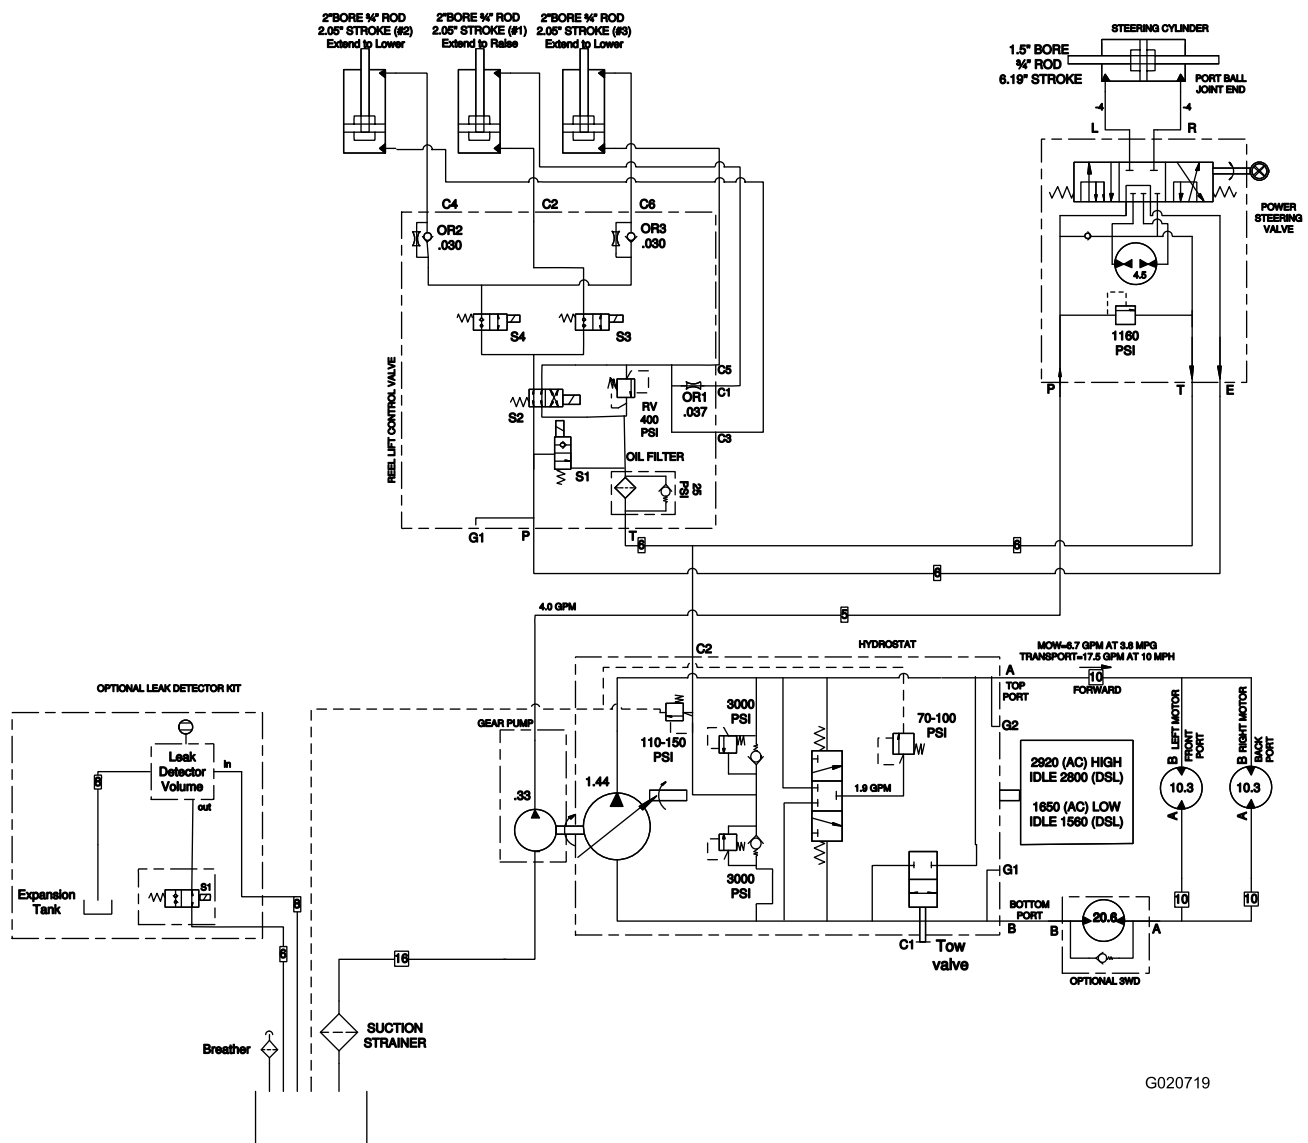 2"BORE ¾" ROD
2.05" STROKE (#2)
Extend to Lower
2"BORE ¾" ROD
2.05" STROKE (#1)
Extend to Raise
2"BORE ¾" ROD
2.05" STROKE (#3)
Extend to Lower
STEERING CYLINDER
1.5" BORE
¾" ROD
6.19" STROKE
PORT BALL
JOINT END
-4
-4
L
R
POWER
STEERING
VALVE
4.5
1160
PSI
P
T
E
C4
C2
C6
OR2
.030
OR3
.030
S4
S3
REEL LIFT CONTROL VALVE
S2
RV
400
PSI
OR1
.037
C5
C1
C3
S1
OIL FILTER
25
PSI
G1
P
T
6
6
6
4.0 GPM
5
HYDROSTAT
C2
MOW=6.7 GPM AT 3.8 MPG
TRANSPORT=17.5 GPM AT 10 MPH
A
10
TOP
PORT
FORWARD
G2
OPTIONAL LEAK DETECTOR KIT
Leak
Detector
Volume
in
out
6
S1
Expansion
Tank
6
6
GEAR PUMP
.33
1.44
110-150
PSI
3000
PSI
3000
PSI
70-100
PSI
1.9 GPM
2920 (AC) HIGH
IDLE 2800 (DSL)
1650 (AC) LOW
IDLE 1560 (DSL)
B
LEFT MOTOR
FRONT
PORT
B
RIGHT MOTOR
BACK
PORT
10.3
10.3
A
A
10
10
G1
BOTTOM
PORT
B
B
20.6
A
C1
Tow
valve
OPTIONAL 3WD
16
SUCTION
STRAINER
Breather
G020719